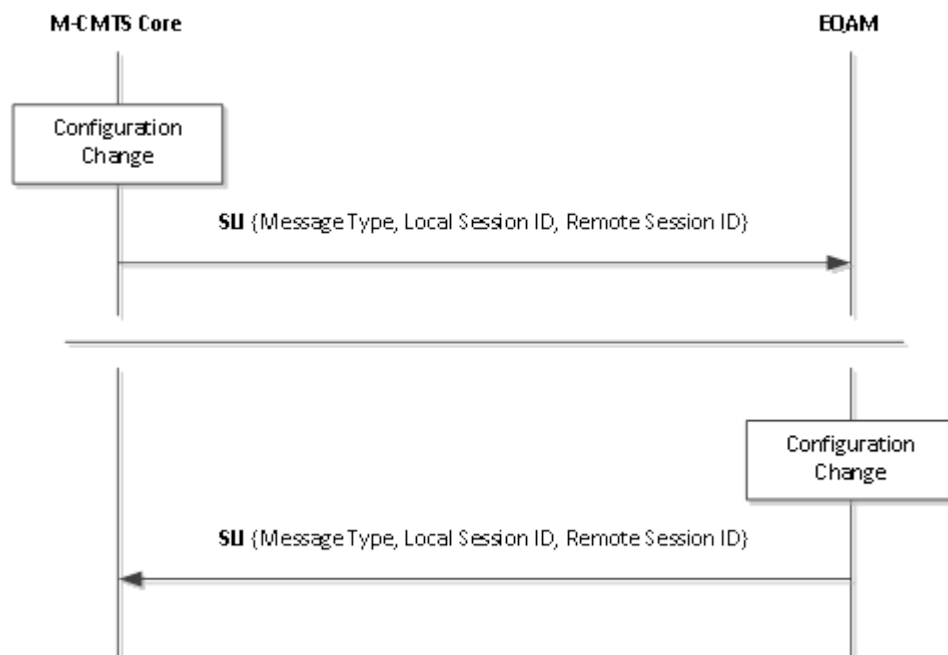 M-CMTS Core
EQAM
Configuration
Change
SLI {Message Type, Local Session ID, Remote Session ID}
Configuration
Change
SLI {Message Type, Local Session ID, Remote Session ID}